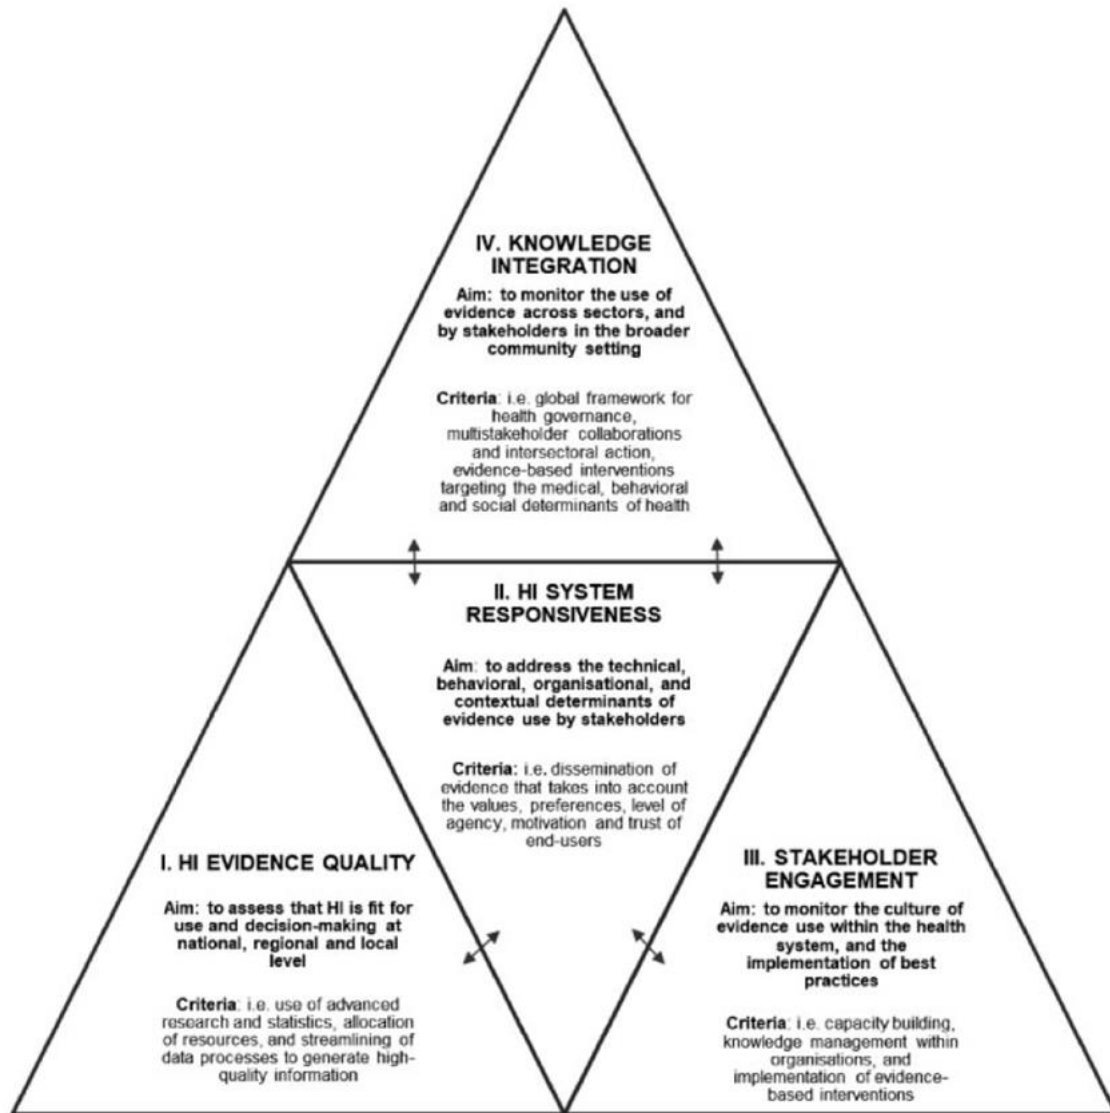 IV. KNOWLEDGE
INTEGRATION
Aim: to monitor the use of
evidence across sectors, and
by stakeholders in the broader
community setting
Criteria: i.e. global framework for
health governance,
multistakeholder collaborations
and intersectoral action,
evidence-based interventions
targeting the medical, behavioral
and social determinants of health
II. HI SYSTEM
RESPONSIVENESS
Aim: to address the technical,
behavioral, organisational, and
contextual determinants of
evidence use by stakeholders
Criteria: i.e. dissemination of
evidence that takes into account
the values, preferences, level of
agency, motivation and trust of
end-users
I. HI EVIDENCE QUALITY
Aim: to assess that HI is fit for
use and decision-making at
national, regional and local
level
Criteria: i.e. use of advanced
research and statistics, allocation
of resources, and streamlining of
data processes to generate high-
quality information
III. STAKEHOLDER
ENGAGEMENT
Aim: to monitor the culture of
evidence use within the health
system, and the
implementation of best
practices
Criteria: i.e. capacity building,
knowledge management within
organisations, and
implementation of evidence-
based interventions